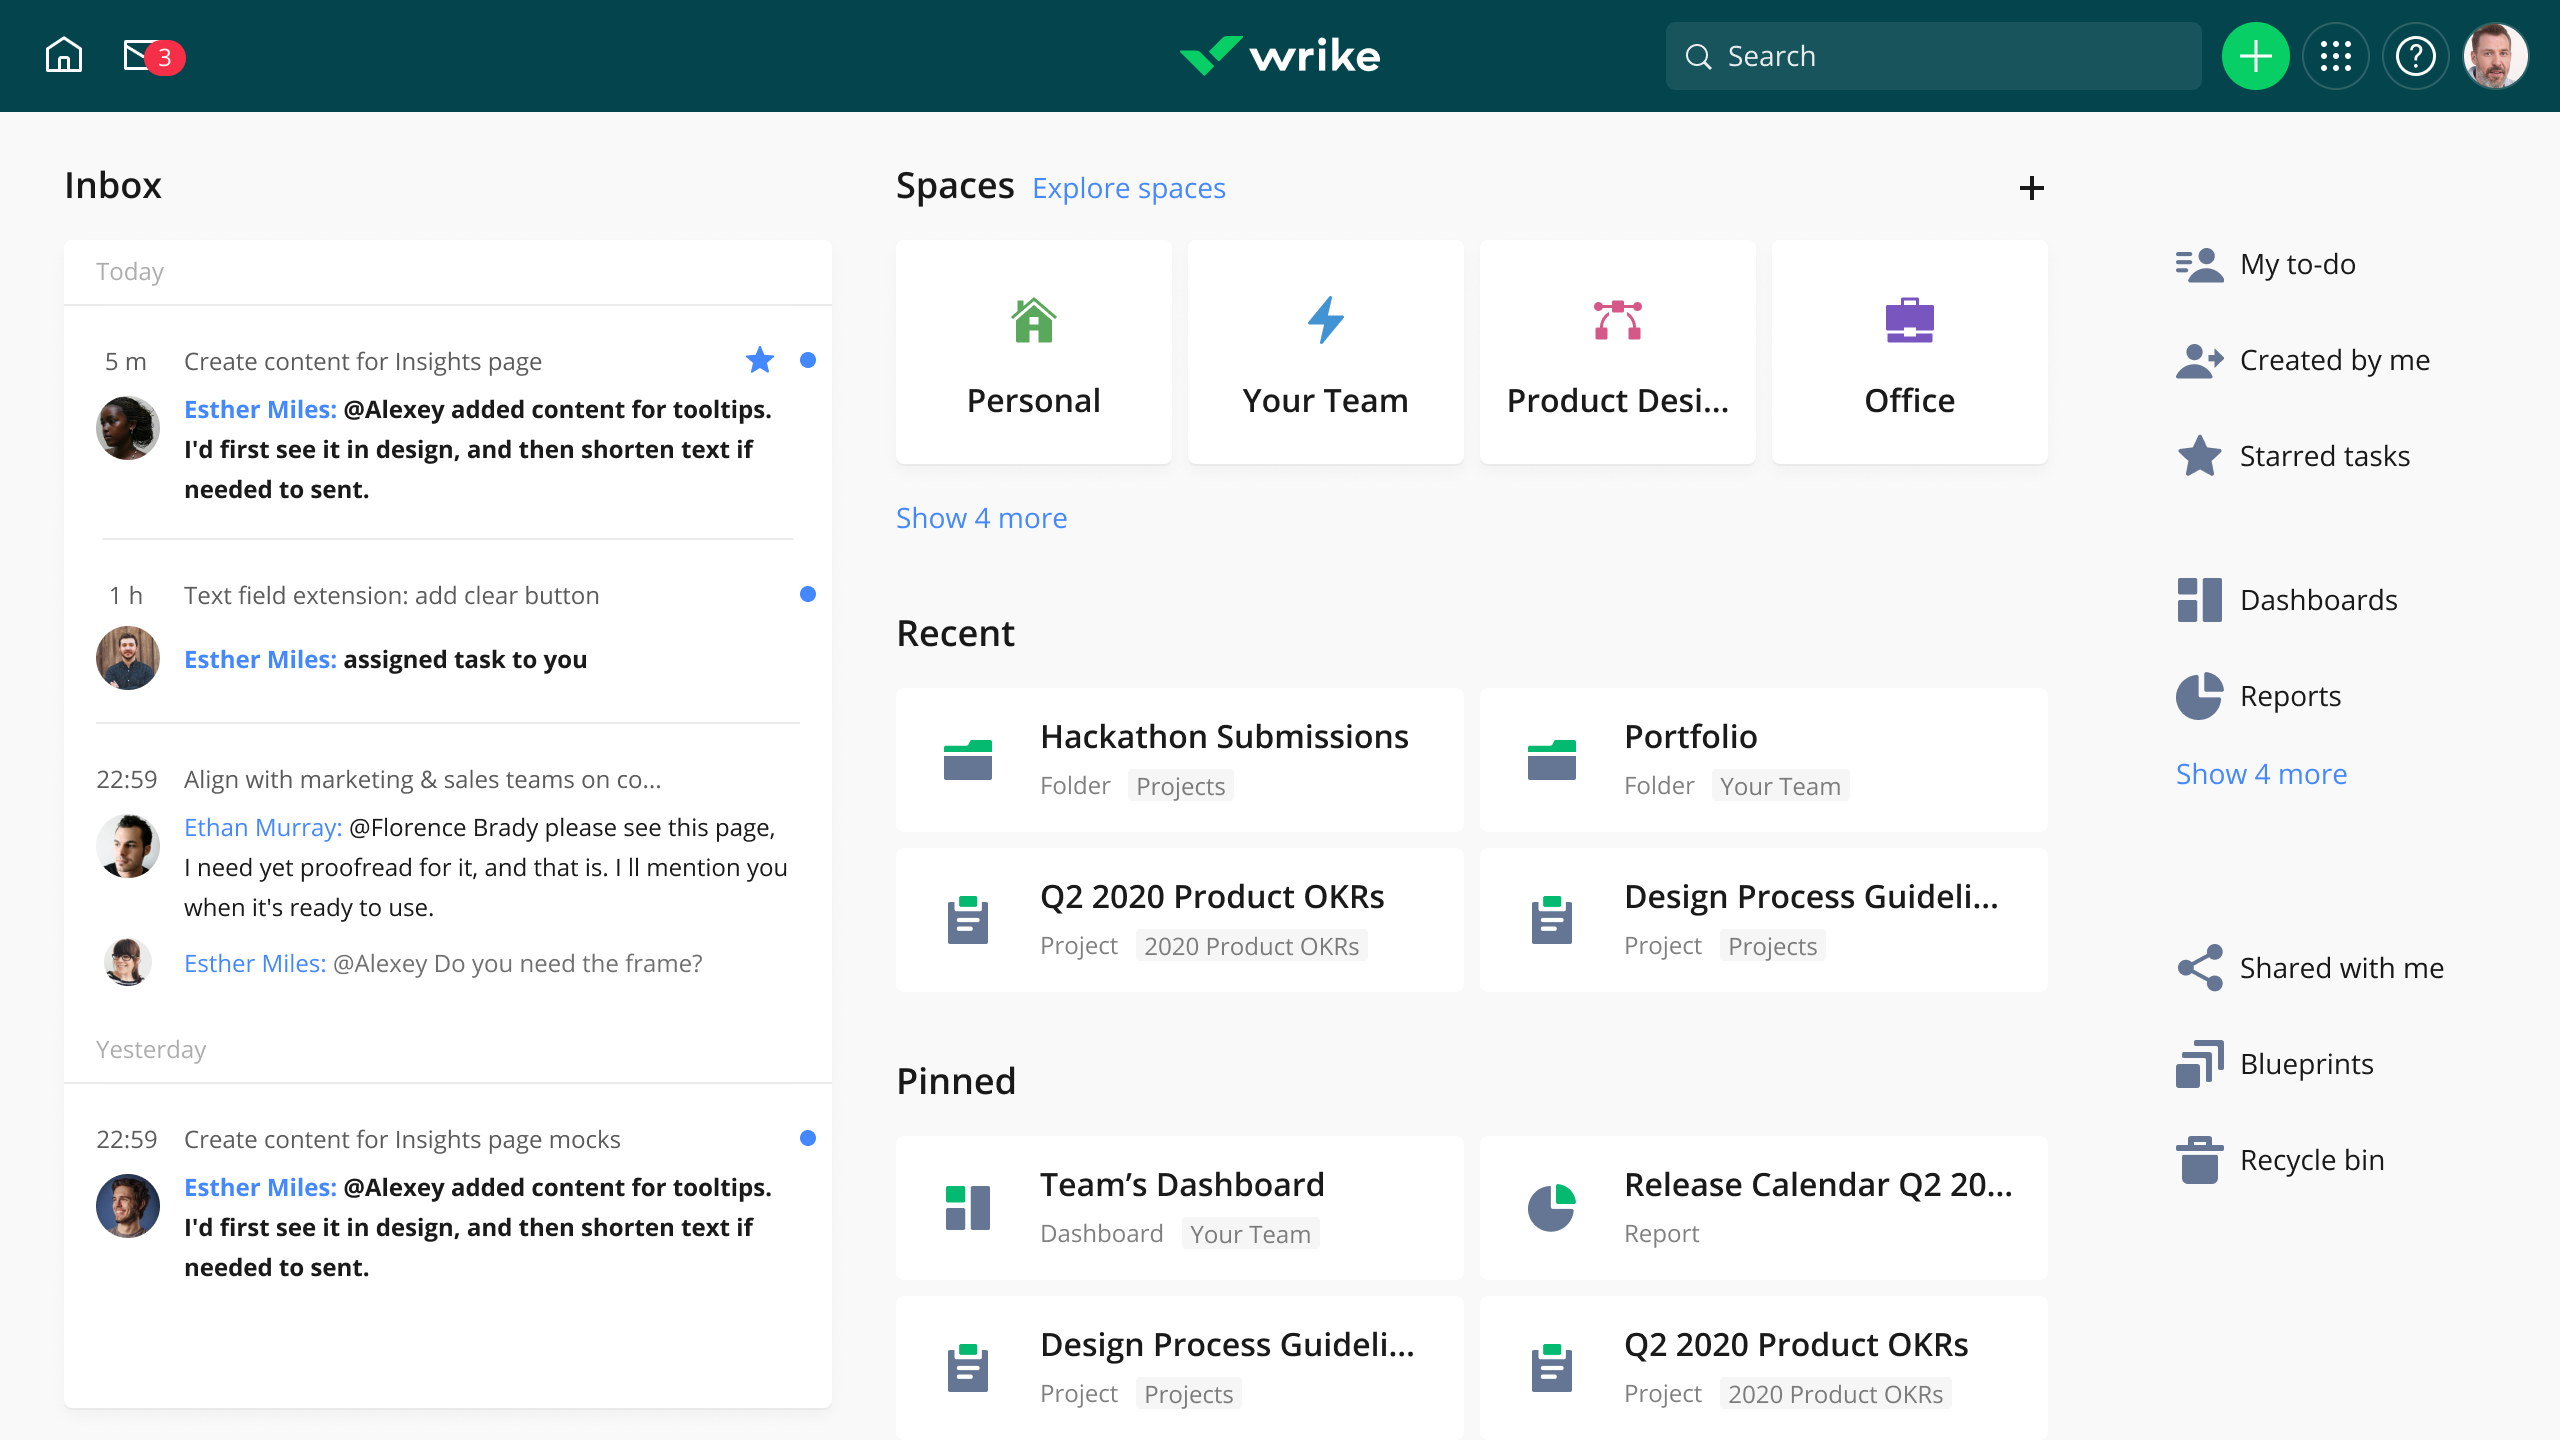 3
wrike
Search
Inbox
Today
5 m
Create content for Insights page
Esther Miles: @Alexey added content for tooltips.
I'd first see it in design, and then shorten text if
needed to sent.
1 h
Text field extension: add clear button
Esther Miles: assigned task to you
22:59
Align with marketing & sales teams on co...
Ethan Murray: @Florence Brady please see this page,
I need yet proofread for it, and that is. I ll mention you
when it's ready to use.
Esther Miles: @Alexey Do you need the frame?
Yesterday
22:59
Create content for Insights page mocks
Esther Miles: @Alexey added content for tooltips.
I'd first see it in design, and then shorten text if
needed to sent.
Spaces
Explore spaces
Personal
Your Team
Product Desi...
Office
Show 4 more
Recent
Hackathon Submissions
Folder Projects
Portfolio
Folder Your Team
Q2 2020 Product OKRs
Project 2020 Product OKRs
Design Process Guideli...
Project Projects
Pinned
Team’s Dashboard
Dashboard Your Team
Release Calendar Q2 20...
Report
Design Process Guideli...
Project Projects
Q2 2020 Product OKRs
Project 2020 Product OKRs
My to-do
Created by me
Starred tasks
Dashboards
Reports
Show 4 more
Shared with me
Blueprints
Recycle bin